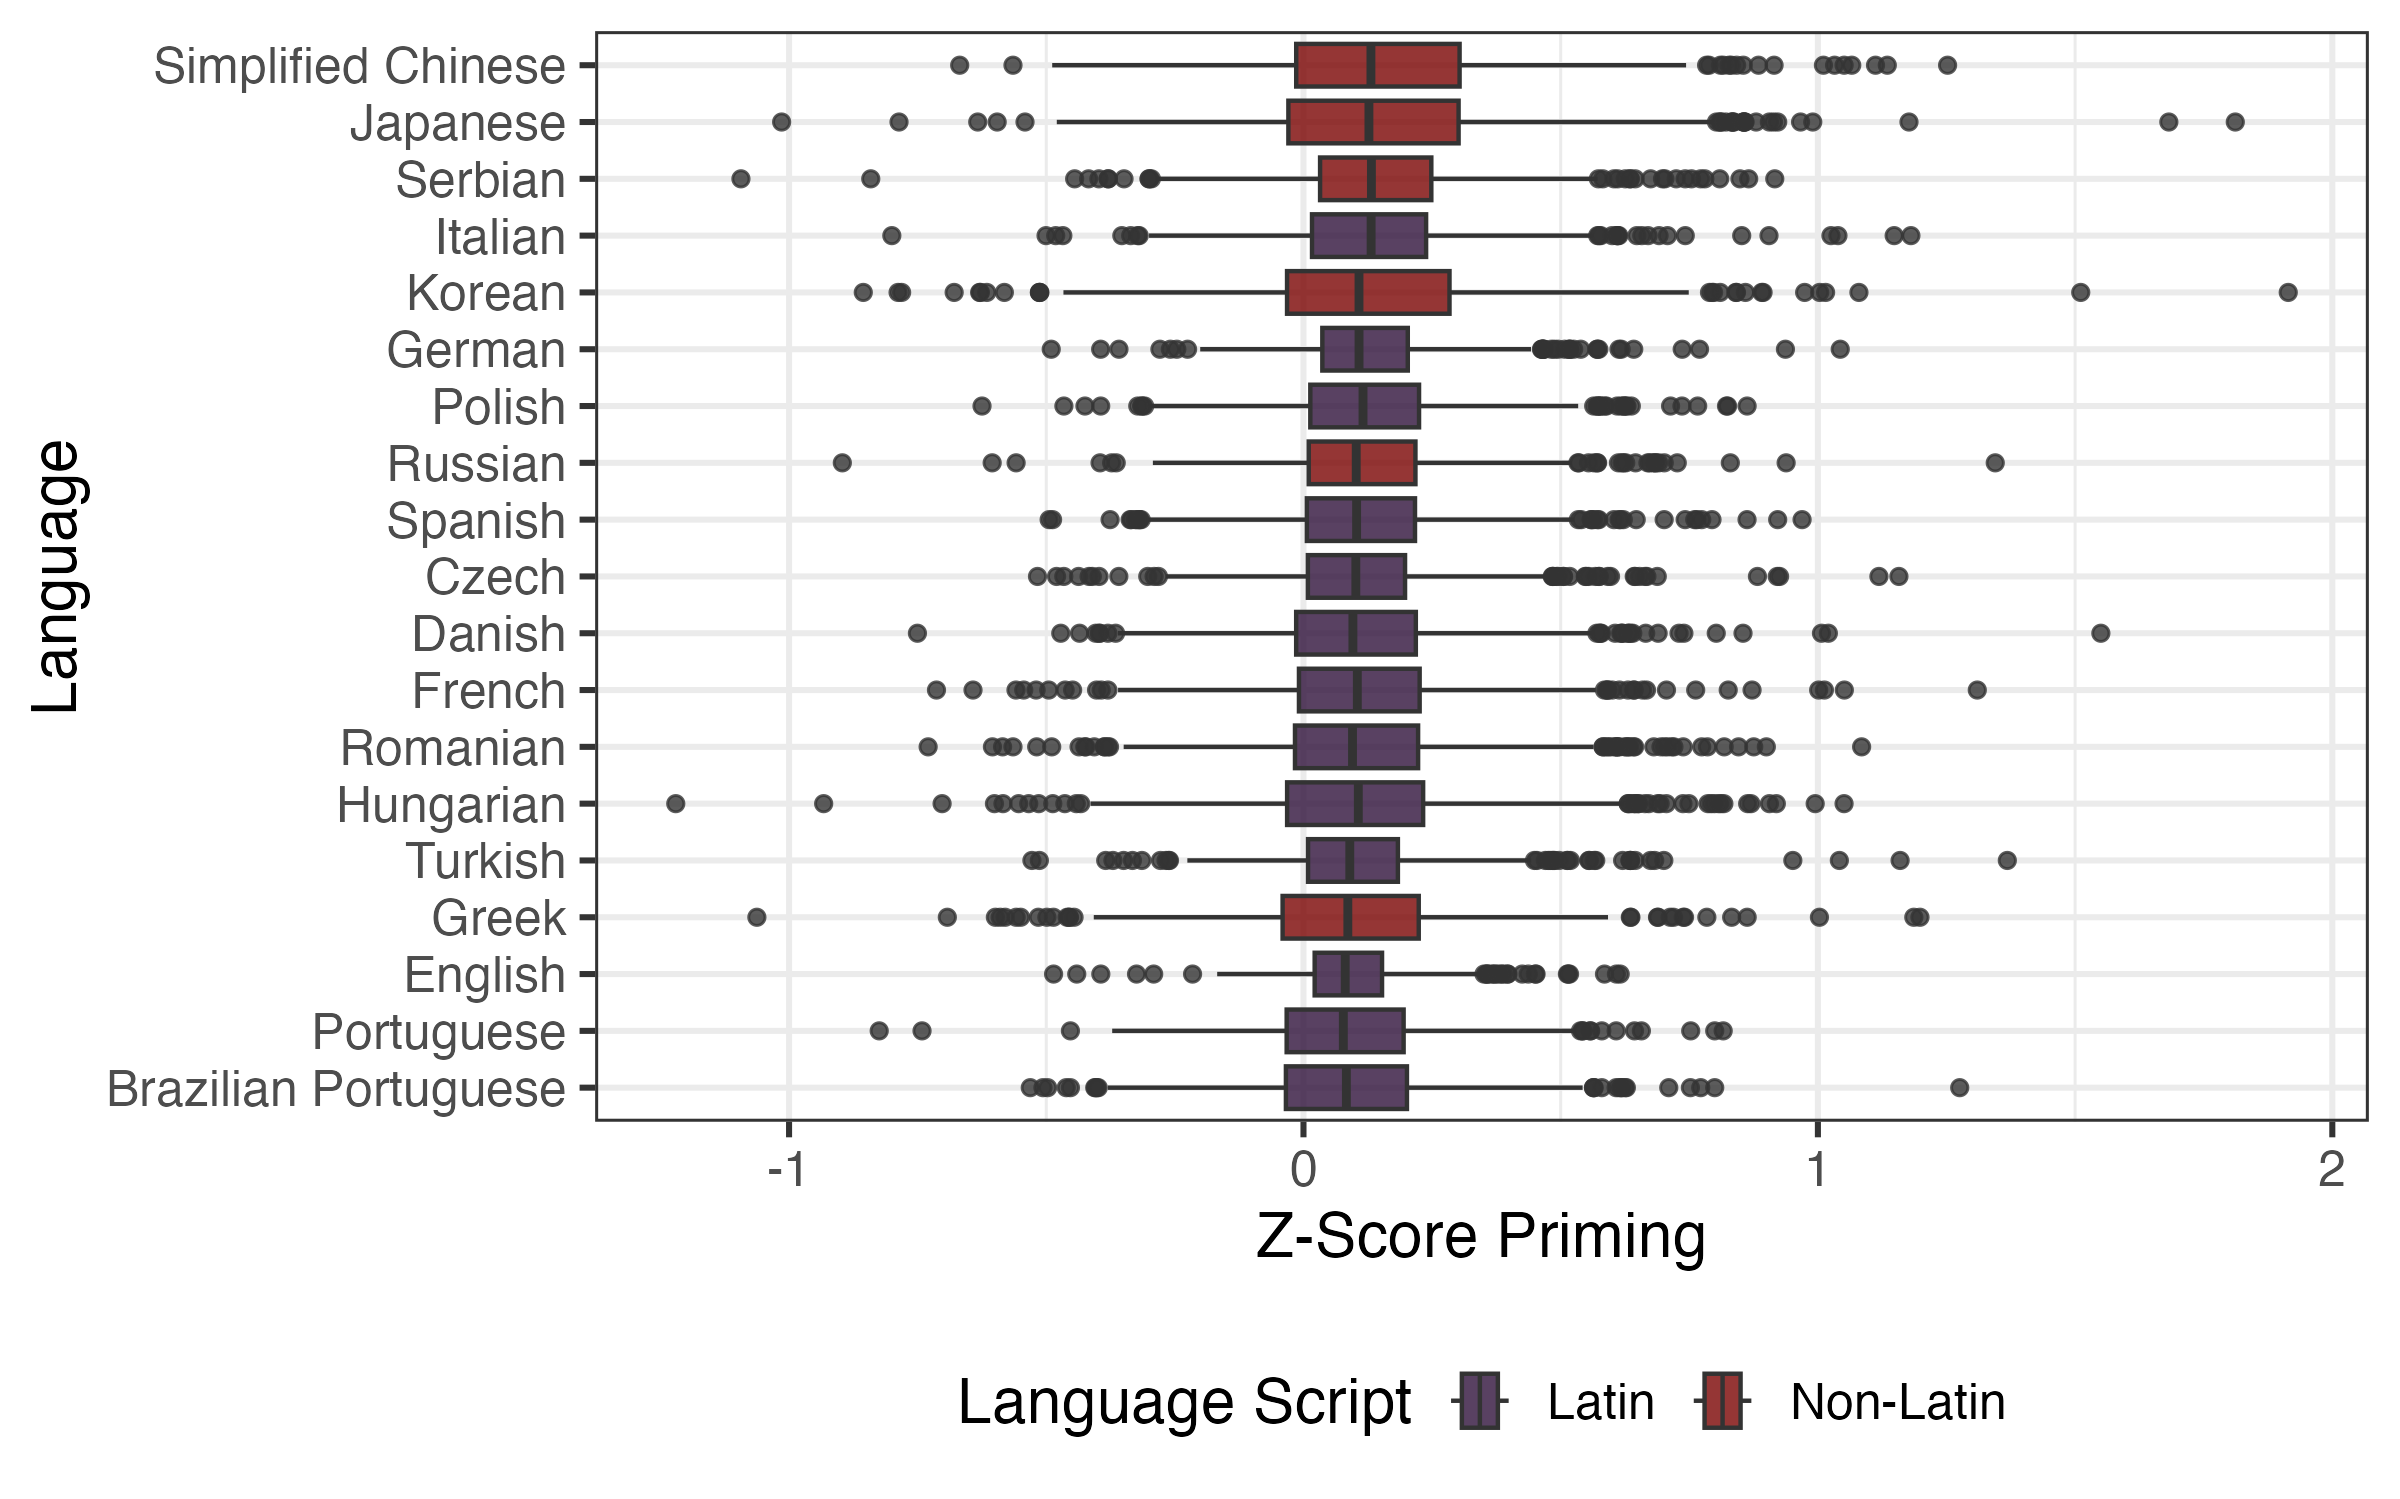 Simplified Chinese
Japanese
Serbian
Italian
Korean
German
Polish
Russian
Spanish
Czech
Danish
French
Romanian
Hungarian
Turkish
Greek
English
Portuguese
Brazilian Portuguese
Language
-1 0 1 2
Z-Score Priming
Language Script Latin Non-Latin